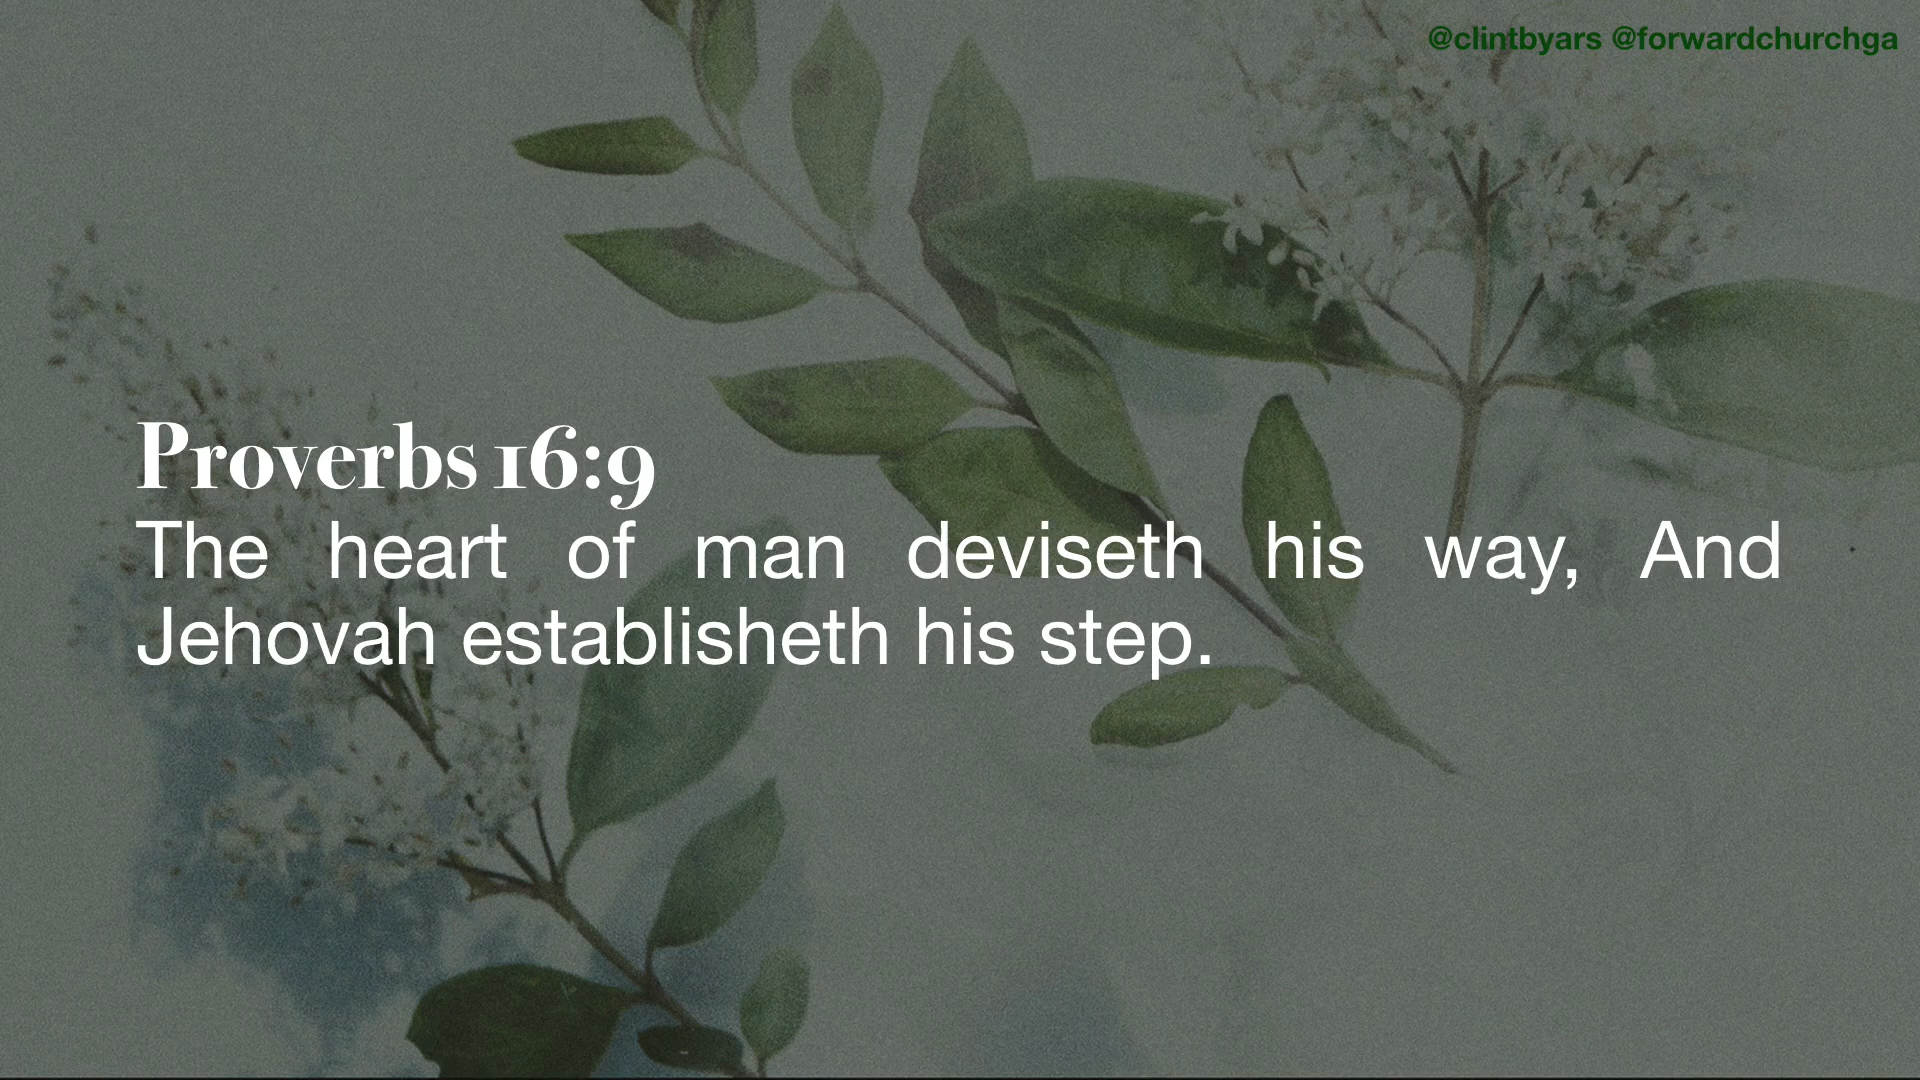 @clintbyars @forwardchurchga
Proverbs 16:9
The heart of man deviseth his way, And
Jehovah establisheth his step.